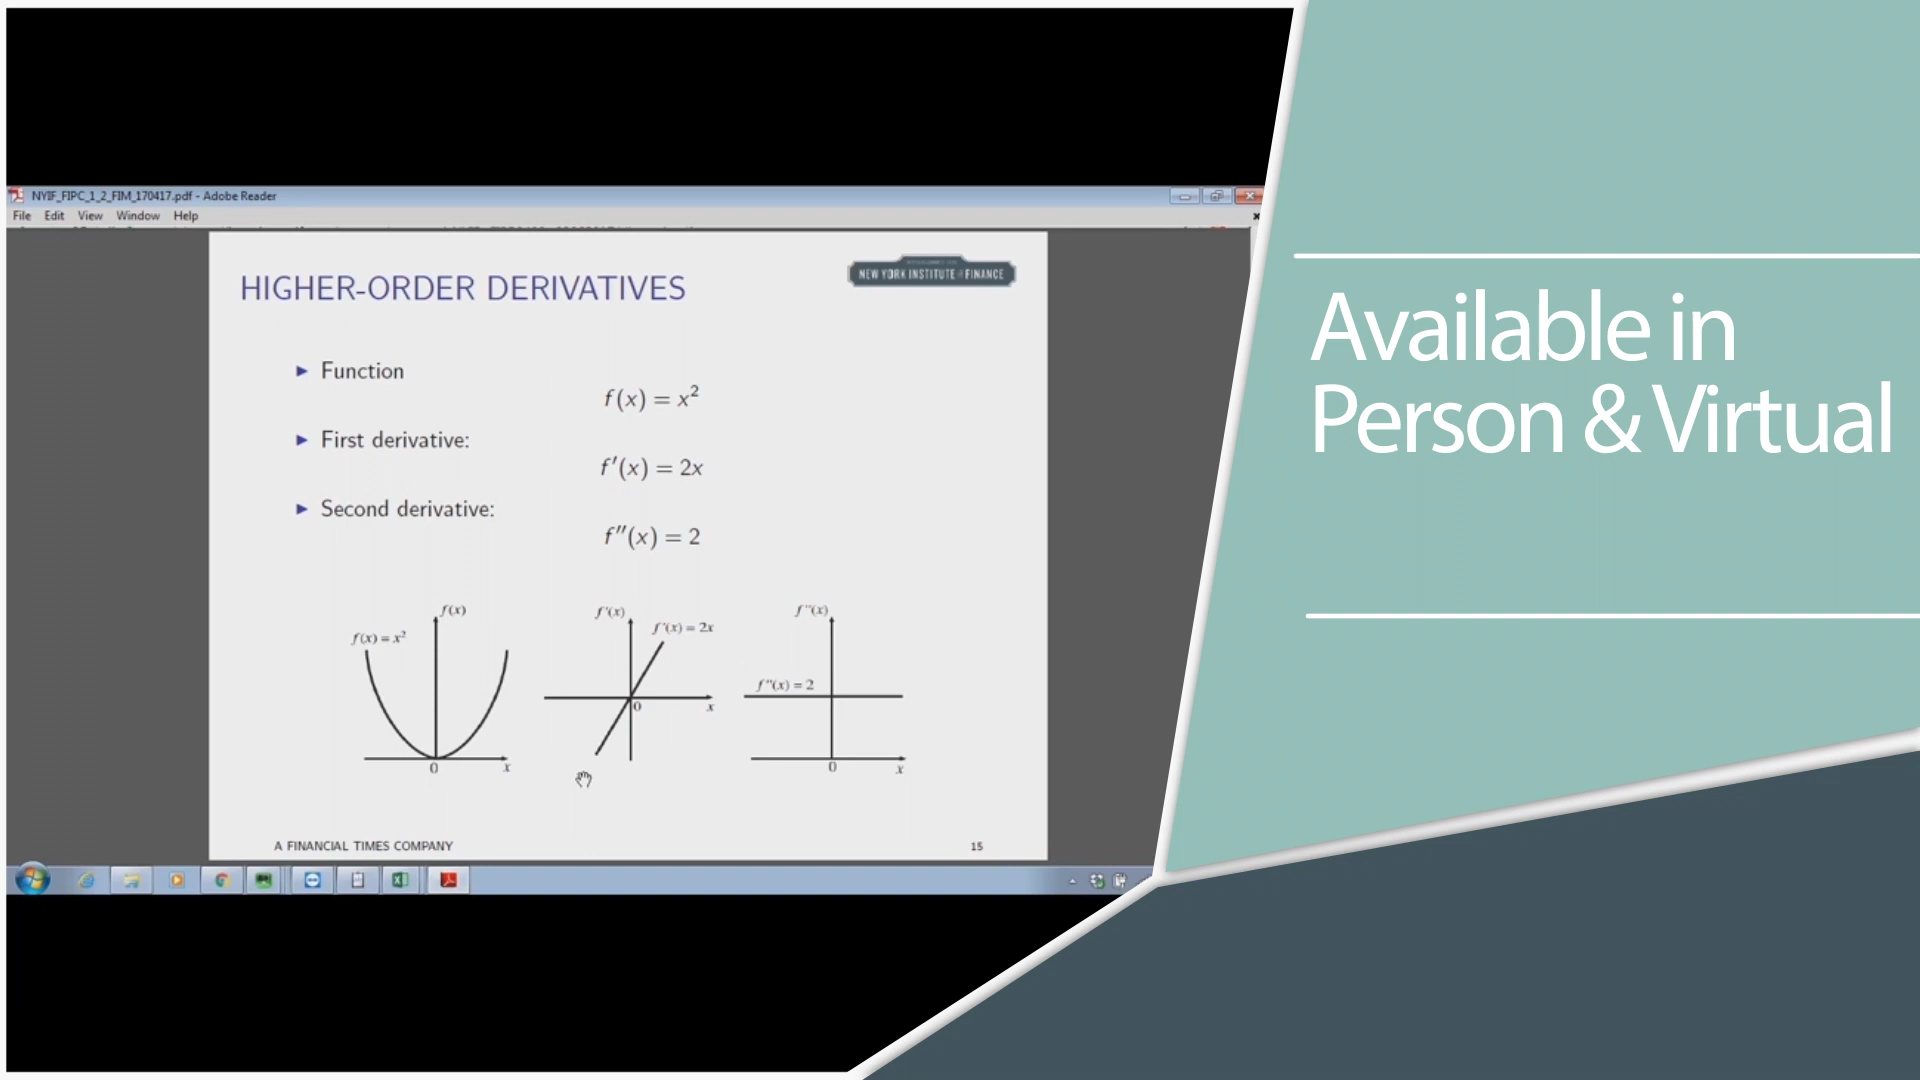 NYIF_FIPC_1_2_FIM_170417.pdf - Adobe Reader
File Edit View Window Help
HIGHER-ORDER DERIVATIVES
NEW YORK INSTITUTE OF FINANCE
► Function
f(x) = x²
► First derivative:
f′(x) = 2x
► Second derivative:
f″(x) = 2
f(x)
f(x) = x²
0
x
f'(x)
f'(x) = 2x
0
x
f"(x)
f"(x) = 2
0
x
A FINANCIAL TIMES COMPANY
15
Available in
Person & Virtual